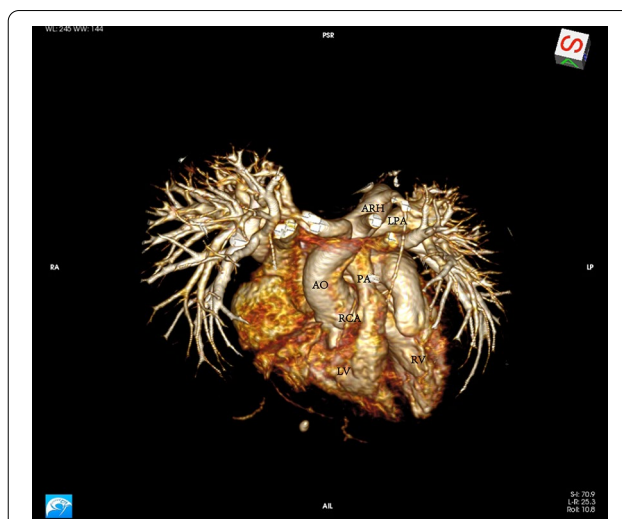 WL: 245 WW: 144
PSR
S
A
ARH
LPA
RA
LP
AO
PA
RCA
RV
LV
AIL
S-I: 70.9
L-R: 25.3
Roll: 10.8